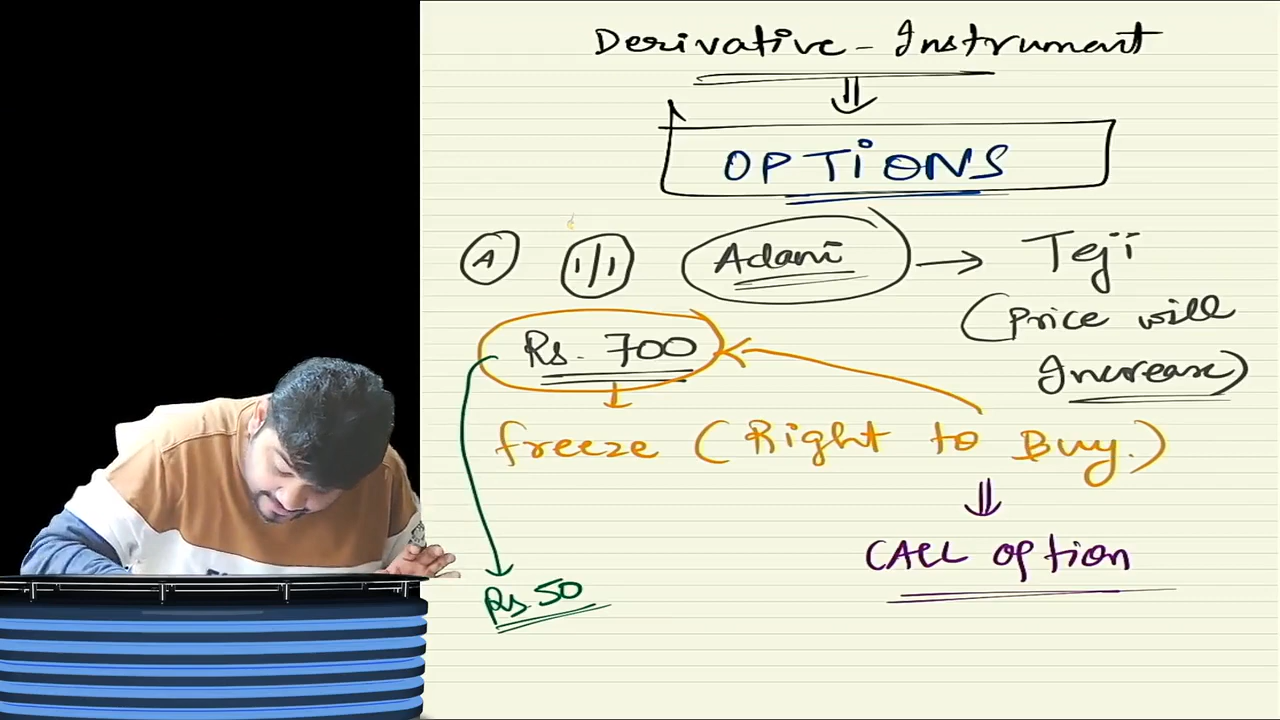 Derivative - Instrument
OPTIONS
A 1/1 Adani → Teji
(Price will
Increase)
Rs. 700
freeze (Right to Buy.)
CALL option
Rs. 50